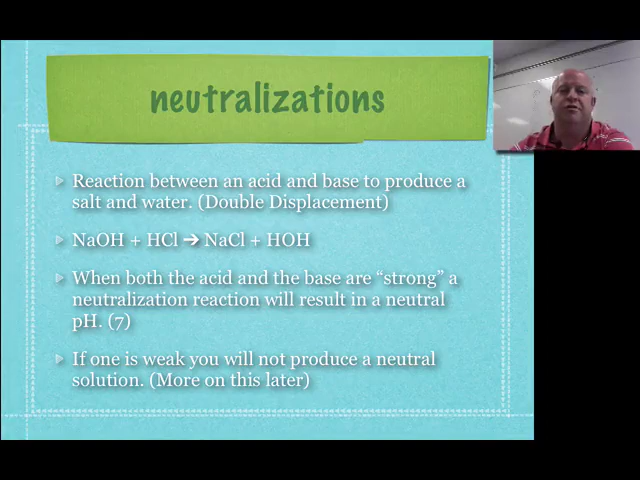 neutralizations
Reaction between an acid and base to produce a
salt and water. (Double Displacement)
NaOH + HCl ➔ NaCl + HOH
When both the acid and the base are “strong” a
neutralization reaction will result in a neutral
pH. (7)
If one is weak you will not produce a neutral
solution. (More on this later)